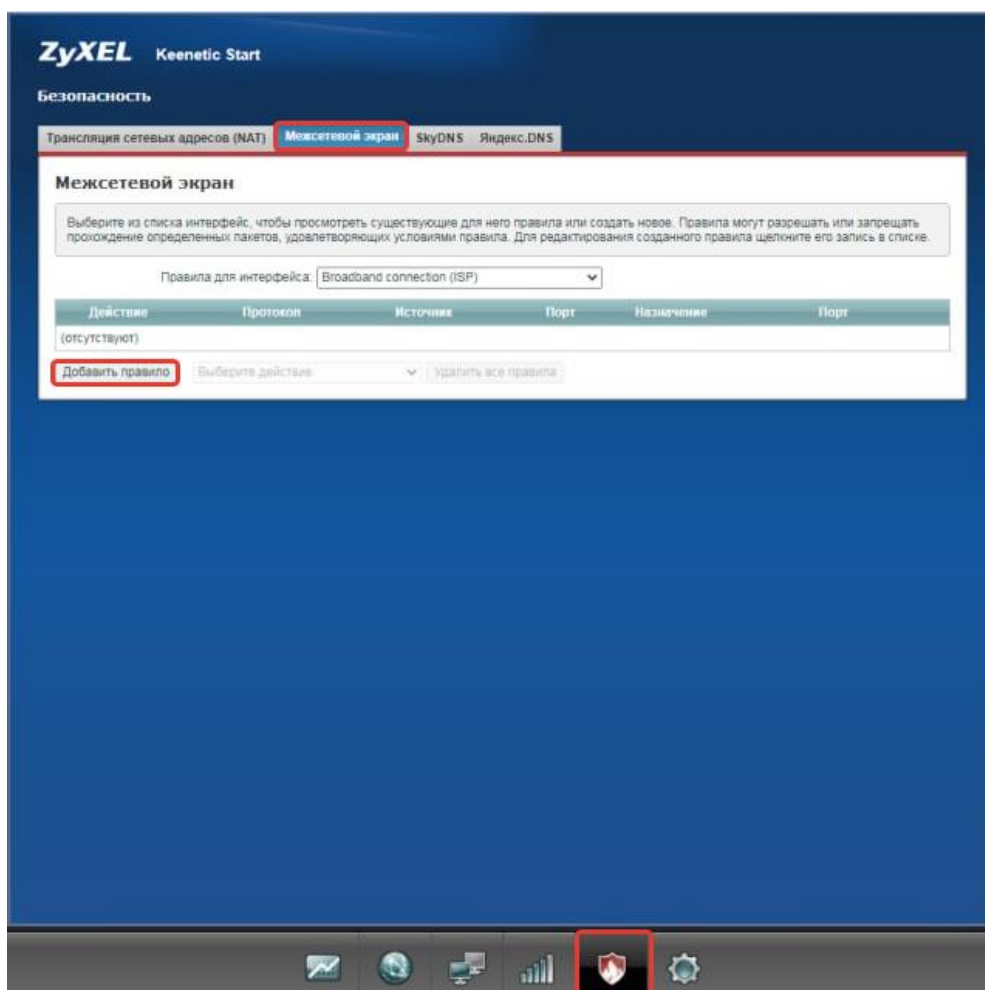 ZyXEL Keenetic Start
Безопасность
Трансляция сетевых адресов (NAT) Межсетевой экран SkyDNS Яндекс.DNS
Межсетевой экран
Выберите из списка интерфейс, чтобы просмотреть существующие для него правила или создать новое. Правила могут разрешать или запрещать
прохождение определенных пакетов, удовлетворяющих условиями правила. Для редактирования созданного правила щелкните его запись в списке.
Правила для интерфейса: Broadband connection (ISP)
Действие Протокол Источник Порт Назначение Порт
(отсутствуют)
Добавить правило Выберите действие Удалить все правила